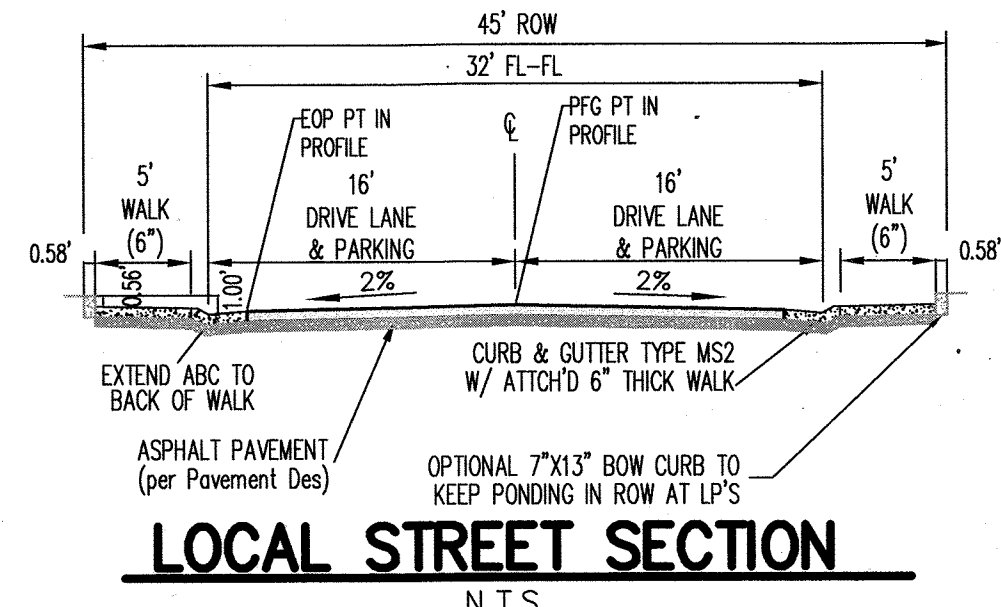 45' ROW
32' FL-FL
EOP PT IN
PROFILE
℄
PFG PT IN
PROFILE
5'
WALK
(6")
16'
DRIVE LANE
& PARKING
16'
DRIVE LANE
& PARKING
5'
WALK
(6")
0.58'
0.58'
0.56'
1.00'
2%
2%
EXTEND ABC TO
BACK OF WALK
CURB & GUTTER TYPE MS2
W/ ATTCH'D 6" THICK WALK
ASPHALT PAVEMENT
(per Pavement Des)
OPTIONAL 7"X13" BOW CURB TO
KEEP PONDING IN ROW AT LP'S
LOCAL STREET SECTION
N.T.S.